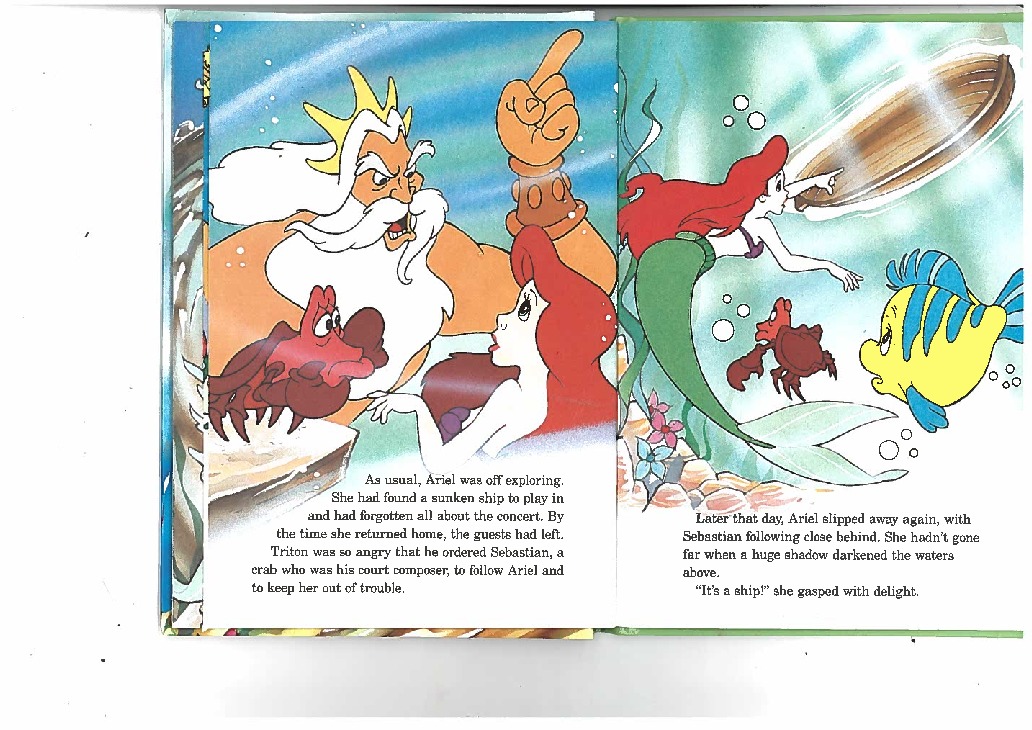 As usual, Ariel was off exploring.
She had found a sunken ship to play in
and had forgotten all about the concert. By
the time she returned home, the guests had left.
Triton was so angry that he ordered Sebastian, a
crab who was his court composer, to follow Ariel and
to keep her out of trouble.
Later that day, Ariel slipped away again, with
Sebastian following close behind. She hadn't gone
far when a huge shadow darkened the waters
above.
"It's a ship!" she gasped with delight.